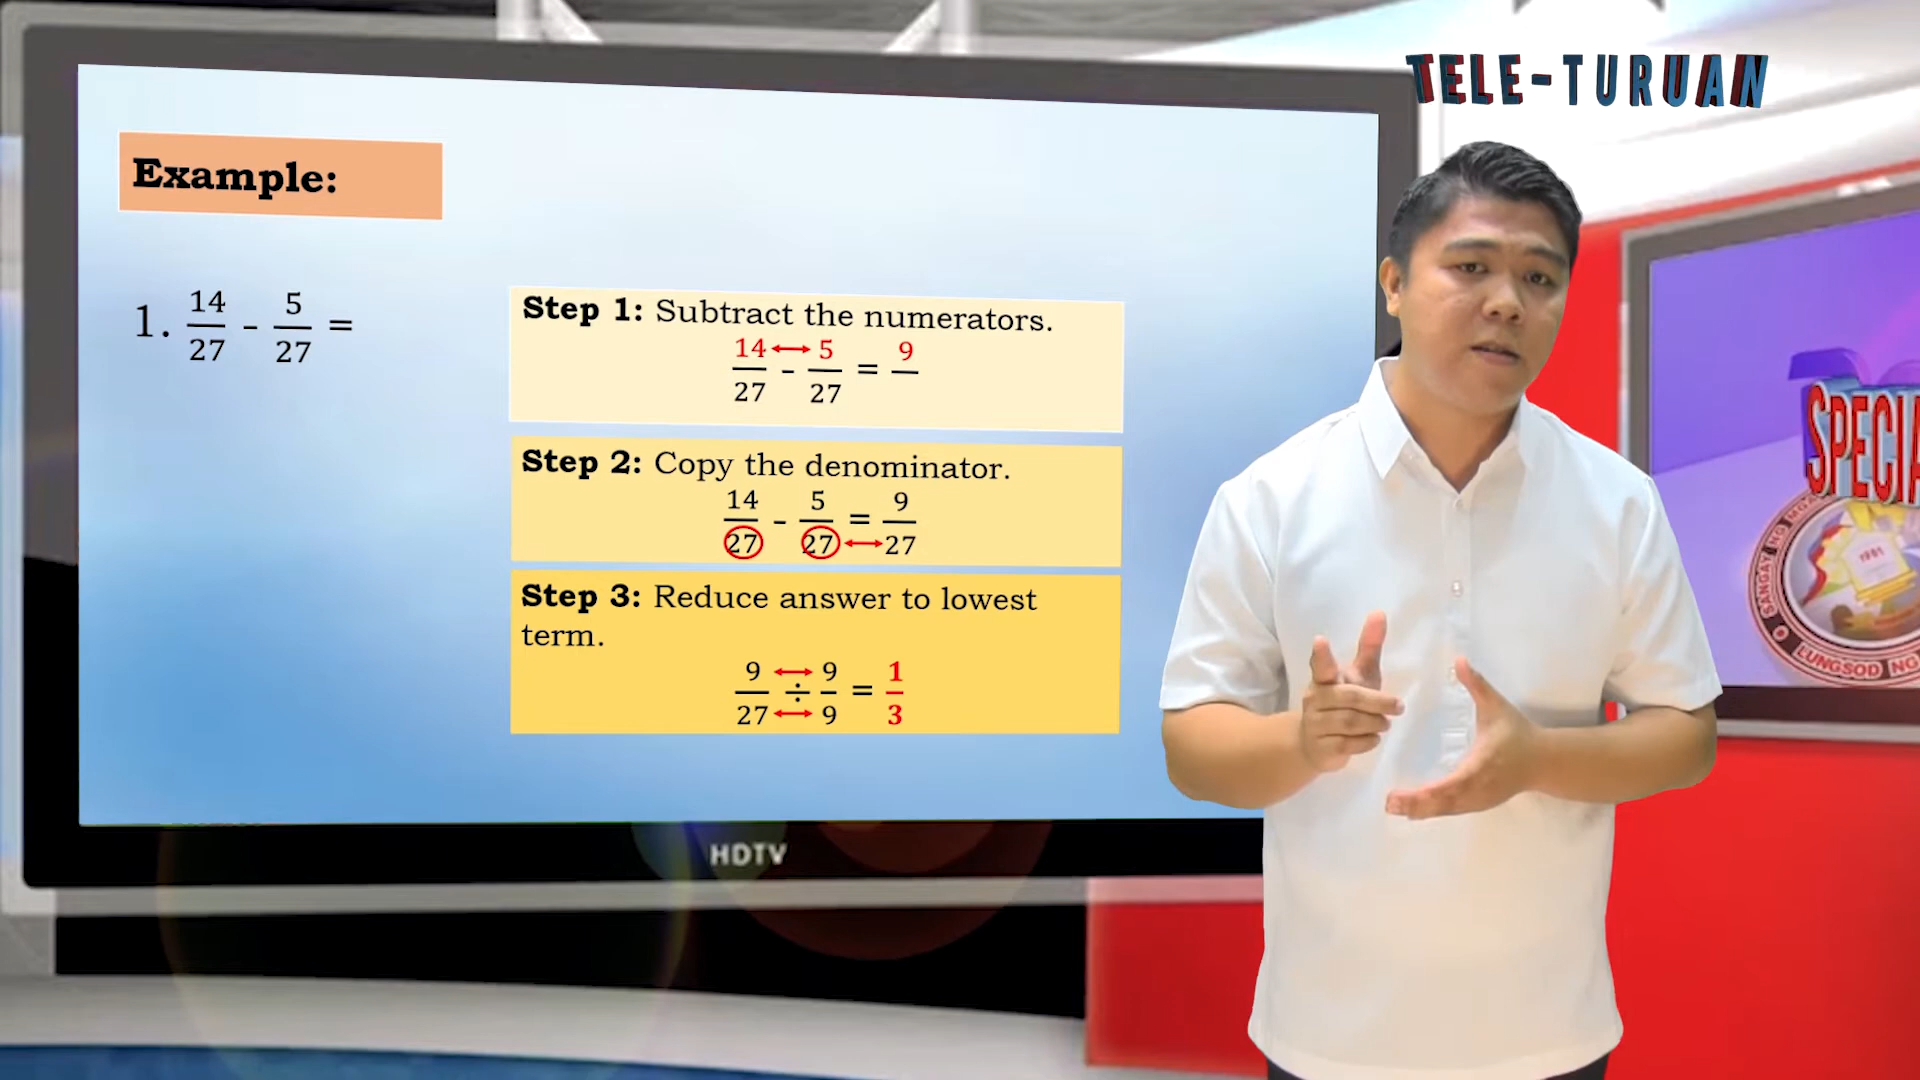 TELE-TURUAN
Example:
1. 14/27 - 5/27 =
Step 1: Subtract the numerators.
14/27 - 5/27 = 9/
Step 2: Copy the denominator.
14/27 - 5/27 = 9/27
Step 3: Reduce answer to lowest
term.
9/27 ÷ 9/9 = 1/3
HDTV
SPECIA
1981
SANGAY NG MGA
O LUNGSOD NG